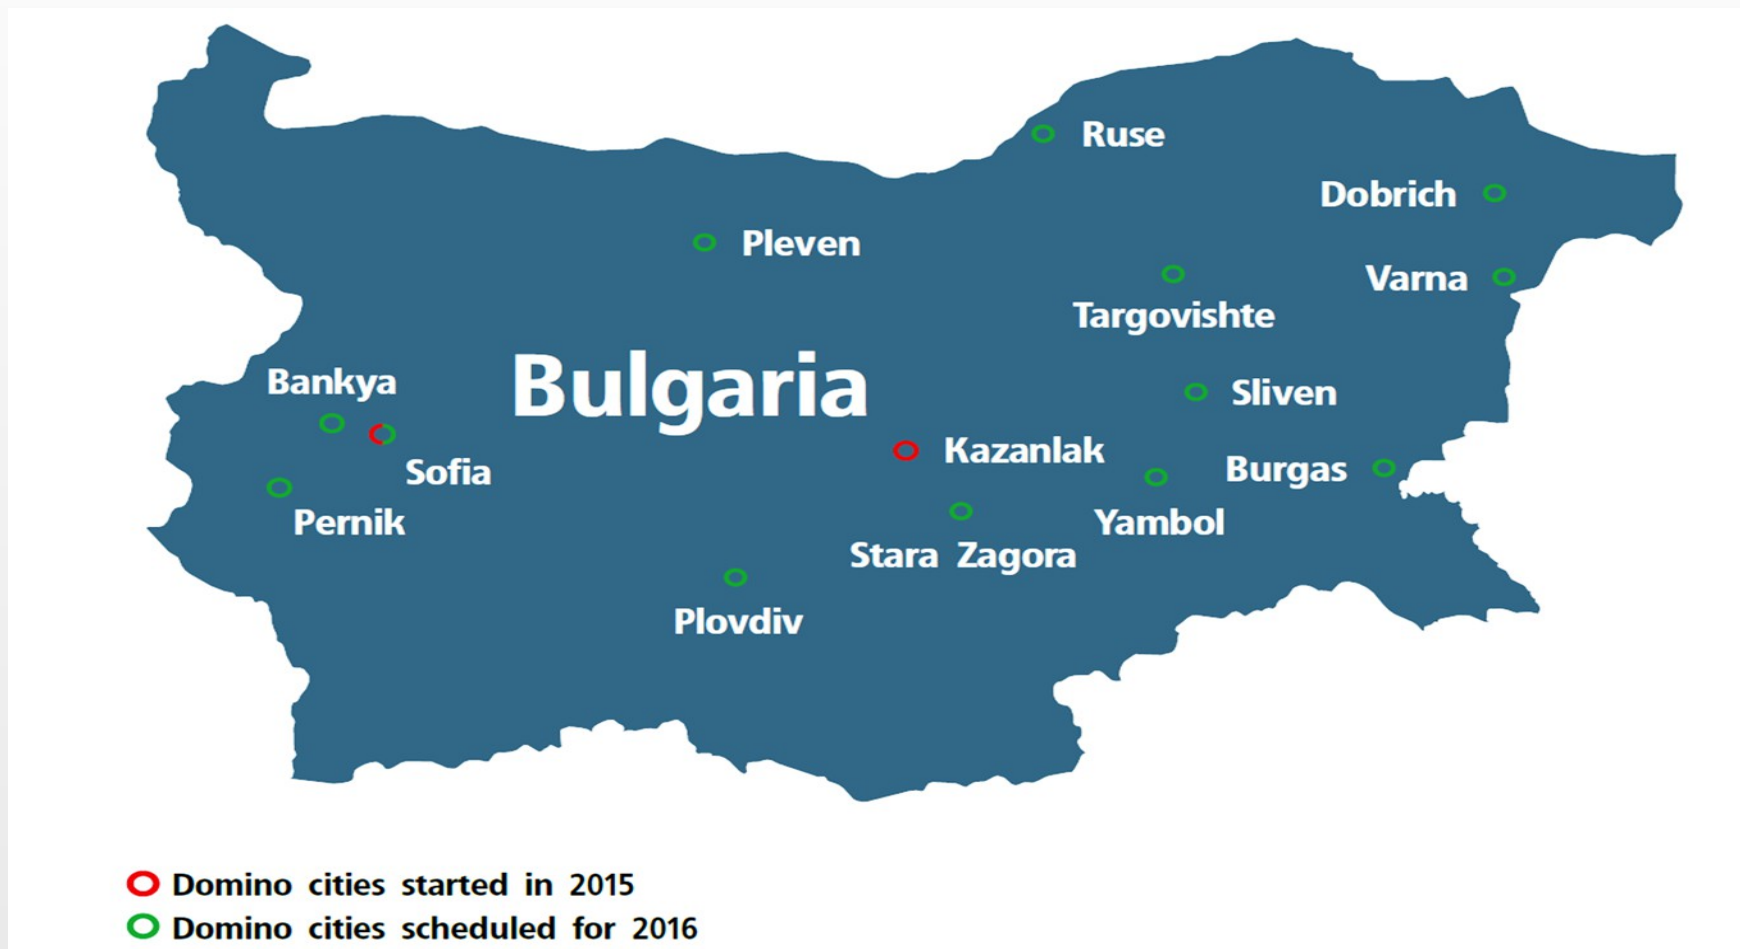 Ruse
Dobrich
Pleven
Varna
Targovishte
Bulgaria
Bankya
Sliven
Kazanlak
Burgas
Sofia
Pernik
Yambol
Stara Zagora
Plovdiv
Domino cities started in 2015
Domino cities scheduled for 2016